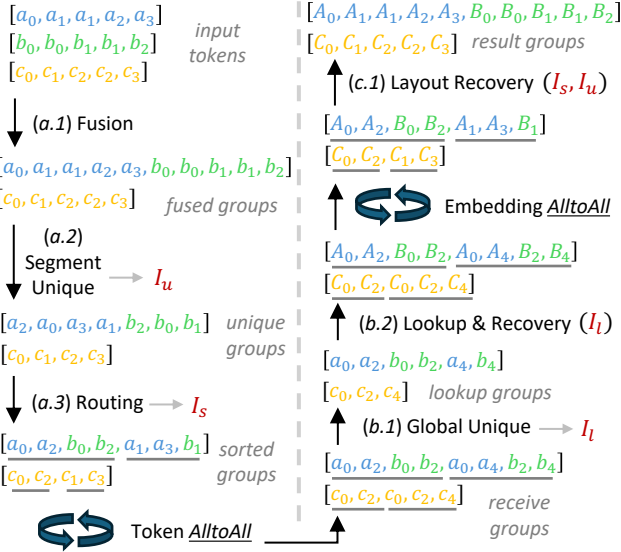 [a₀, a₁, a₁, a₂, a₃]
[b₀, b₀, b₁, b₁, b₂]
[c₀, c₁, c₂, c₂, c₃]
input
tokens
(a.1) Fusion
[a₀, a₁, a₁, a₂, a₃, b₀, b₀, b₁, b₁, b₂]
[c₀, c₁, c₂, c₂, c₃]
fused groups
(a.2)
Segment
Unique
I_u
[a₂, a₀, a₃, a₁, b₂, b₀, b₁]
[c₀, c₁, c₂, c₃]
unique
groups
(a.3) Routing
I_s
[a₀, a₂, b₀, b₂, a₁, a₃, b₁]
[c₀, c₂, c₁, c₃]
sorted
groups
Token AlltoAll
[A₀, A₁, A₁, A₂, A₃, B₀, B₀, B₁, B₁, B₂]
[C₀, C₁, C₂, C₂, C₃]
result groups
(c.1) Layout Recovery (I_s, I_u)
[A₀, A₂, B₀, B₂, A₁, A₃, B₁]
[C₀, C₂, C₁, C₃]
Embedding AlltoAll
[A₀, A₂, B₀, B₂, A₀, A₄, B₂, B₄]
[C₀, C₂, C₀, C₂, C₄]
(b.2) Lookup & Recovery (I_l)
[a₀, a₂, b₀, b₂, a₄, b₄]
[c₀, c₂, c₄]
lookup groups
(b.1) Global Unique
I_l
[a₀, a₂, b₀, b₂, a₀, a₄, b₂, b₄]
[c₀, c₂, c₀, c₂, c₄]
receive
groups